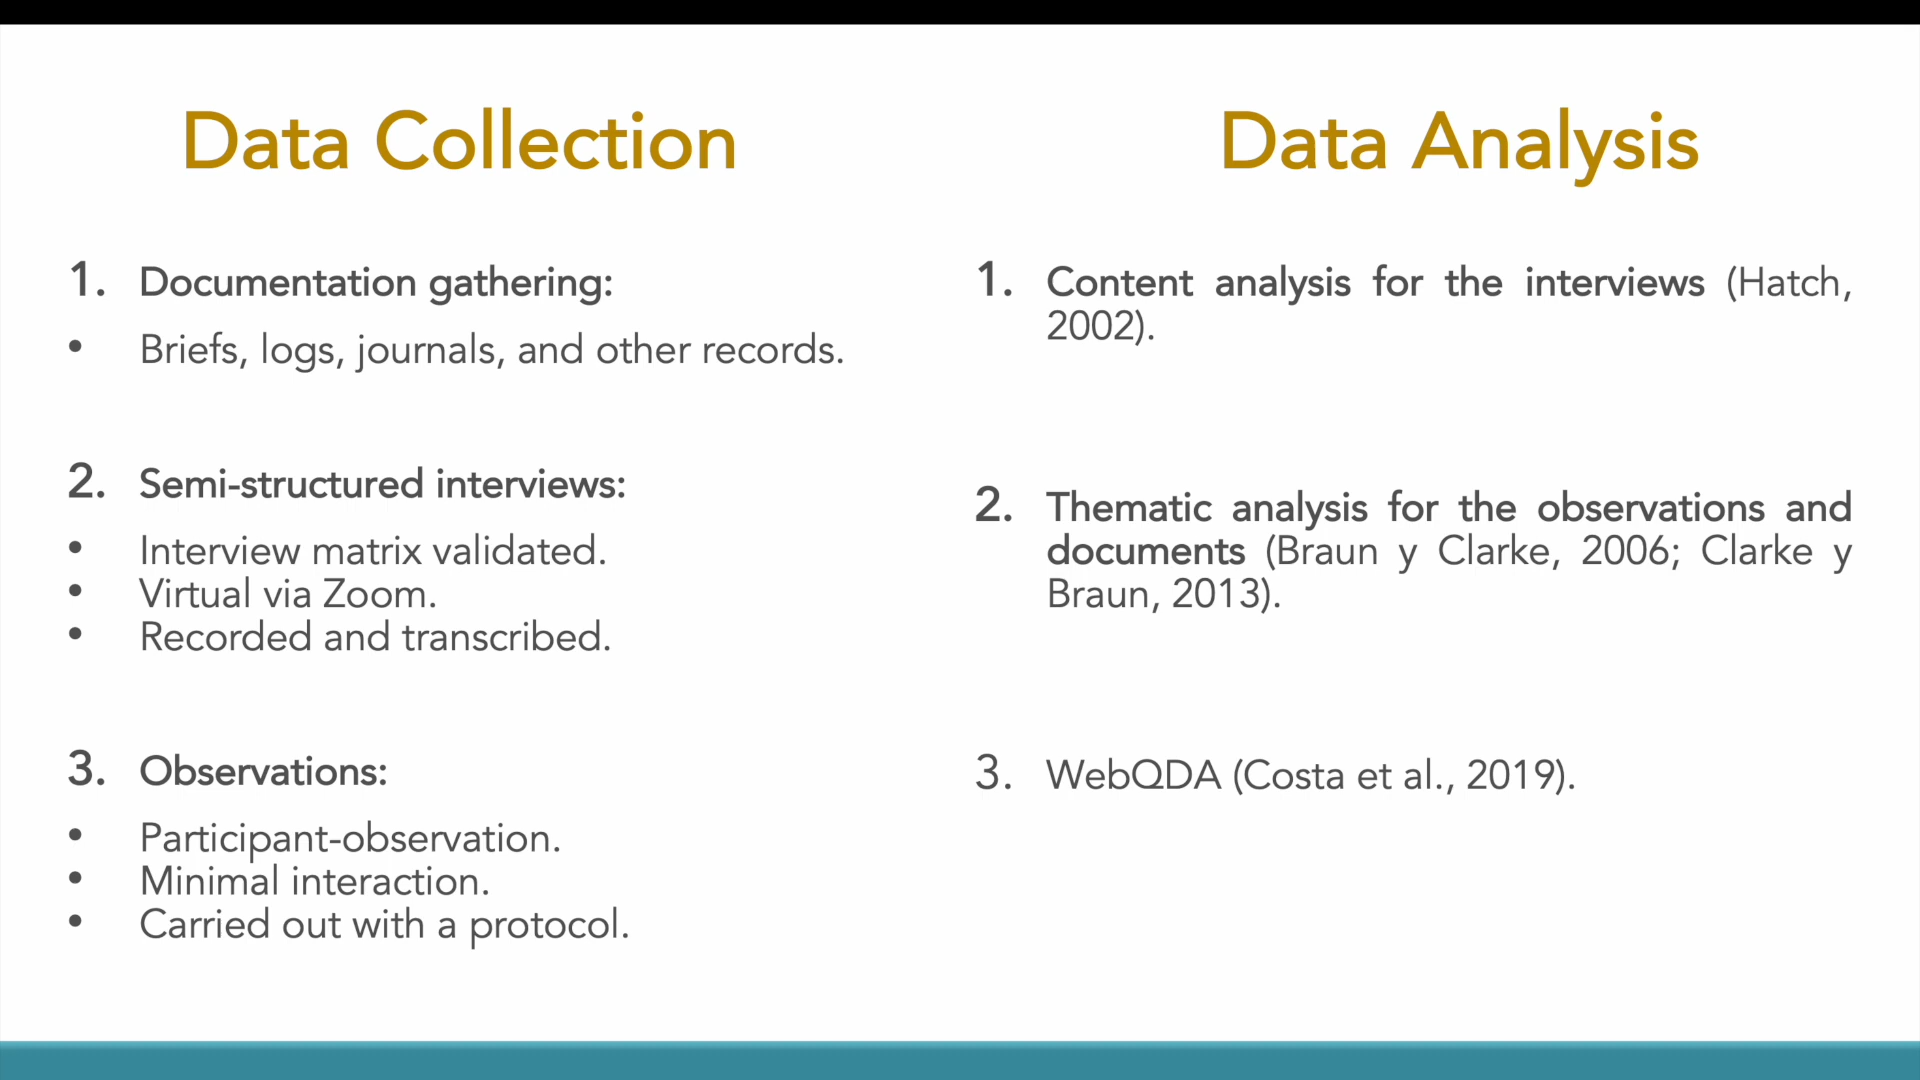 Data Collection
1. Documentation gathering:
• Briefs, logs, journals, and other records.
2. Semi-structured interviews:
• Interview matrix validated.
• Virtual via Zoom.
• Recorded and transcribed.
3. Observations:
• Participant-observation.
• Minimal interaction.
• Carried out with a protocol.
Data Analysis
1. Content analysis for the interviews (Hatch,
2002).
2. Thematic analysis for the observations and
documents (Braun y Clarke, 2006; Clarke y
Braun, 2013).
3. WebQDA (Costa et al., 2019).